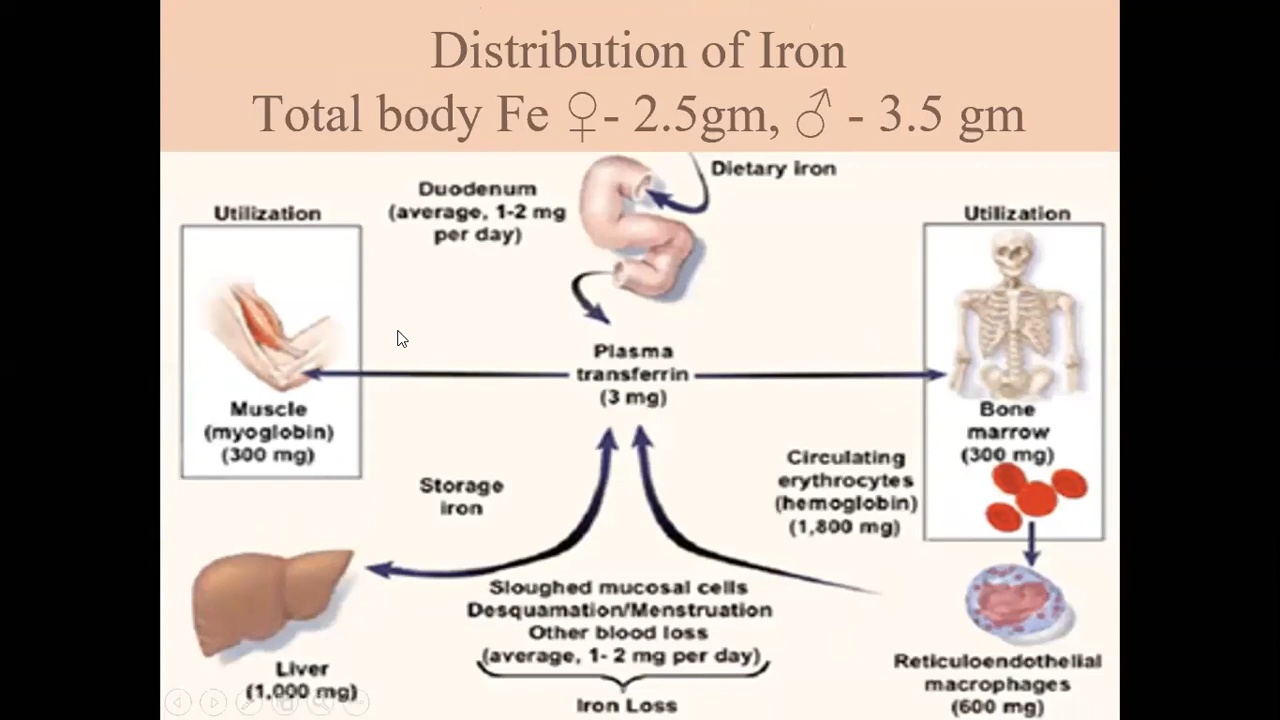 Distribution of Iron
Total body Fe ♀- 2.5gm, ♂ - 3.5 gm
Dietary iron
Duodenum
(average, 1-2 mg
per day)
Utilization
Utilization
Plasma
transferrin
(3 mg)
Muscle
(myoglobin)
(300 mg)
Bone
marrow
(300 mg)
Circulating
erythrocytes
(hemoglobin)
(1,800 mg)
Storage
iron
Sloughed mucosal cells
Desquamation/Menstruation
Other blood loss
(average, 1- 2 mg per day)
Iron Loss
Liver
(1,000 mg)
Reticuloendothelial
macrophages
(600 mg)